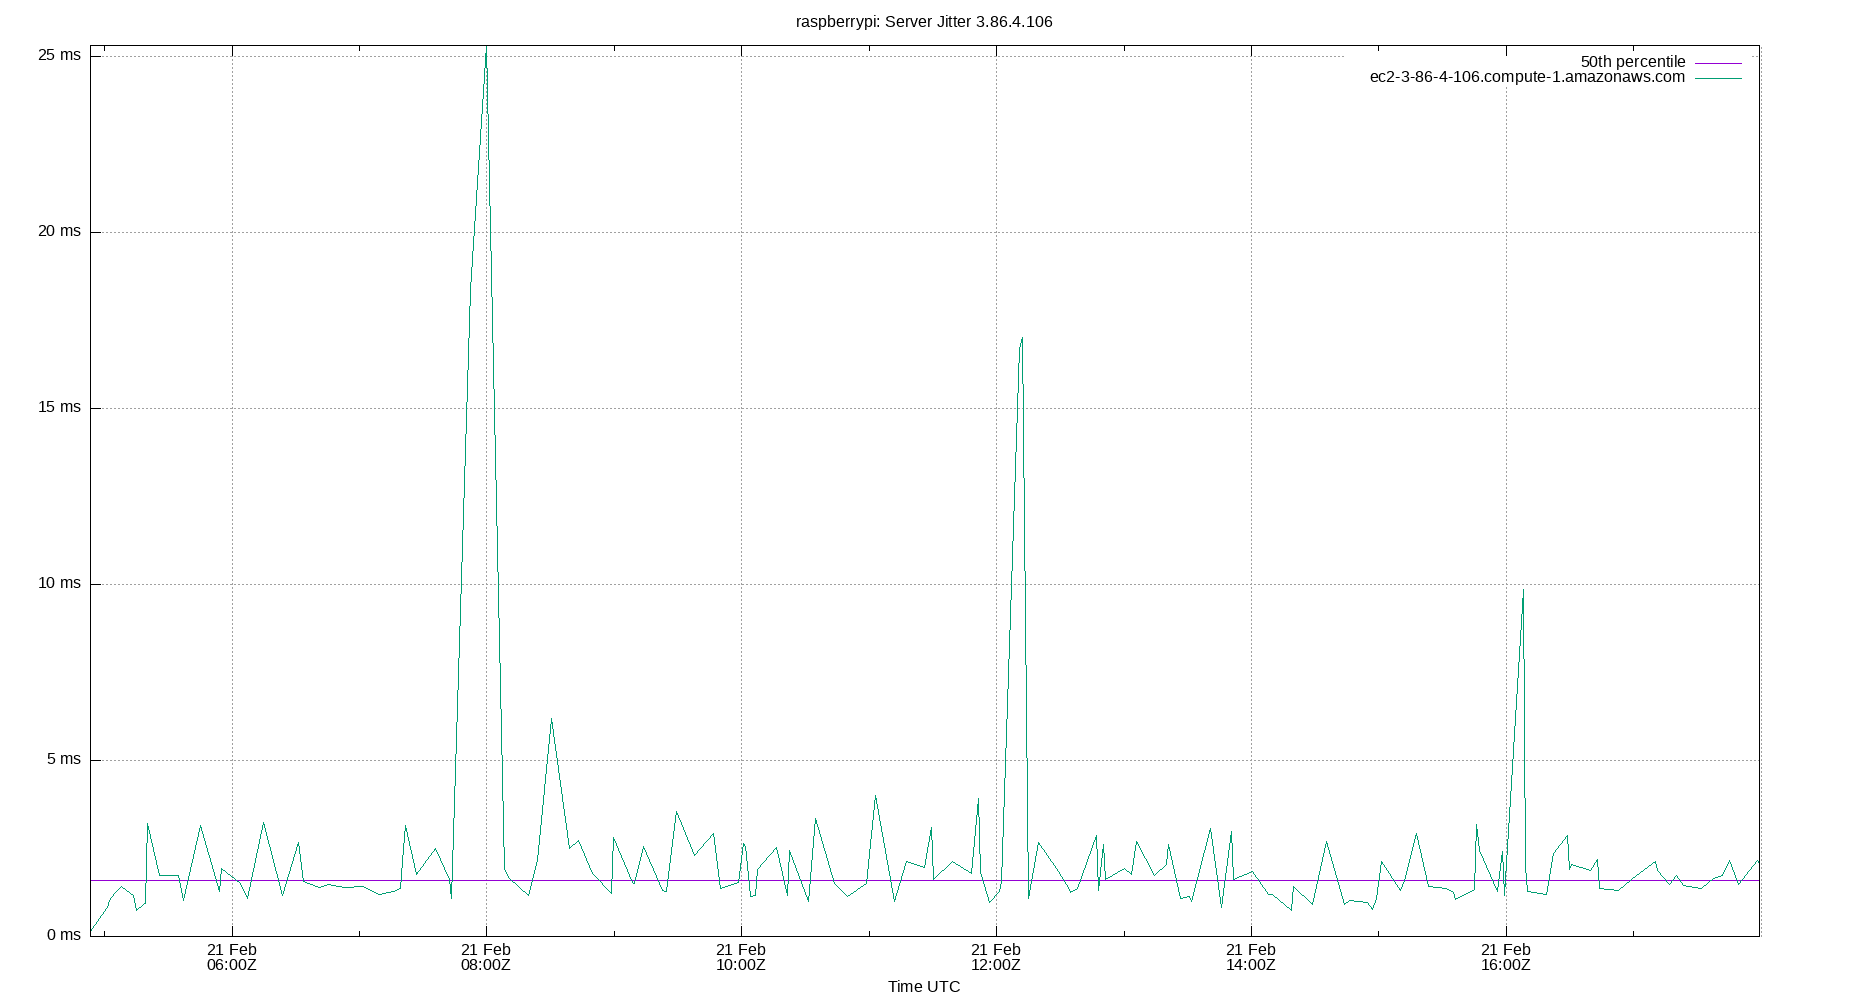 raspberrypi: Server Jitter 3.86.4.106
25 ms
20 ms
15 ms
10 ms
5 ms
0 ms
50th percentile
ec2-3-86-4-106.compute-1.amazonaws.com
21 Feb
06:00Z
21 Feb
08:00Z
21 Feb
10:00Z
21 Feb
12:00Z
21 Feb
14:00Z
21 Feb
16:00Z
Time UTC